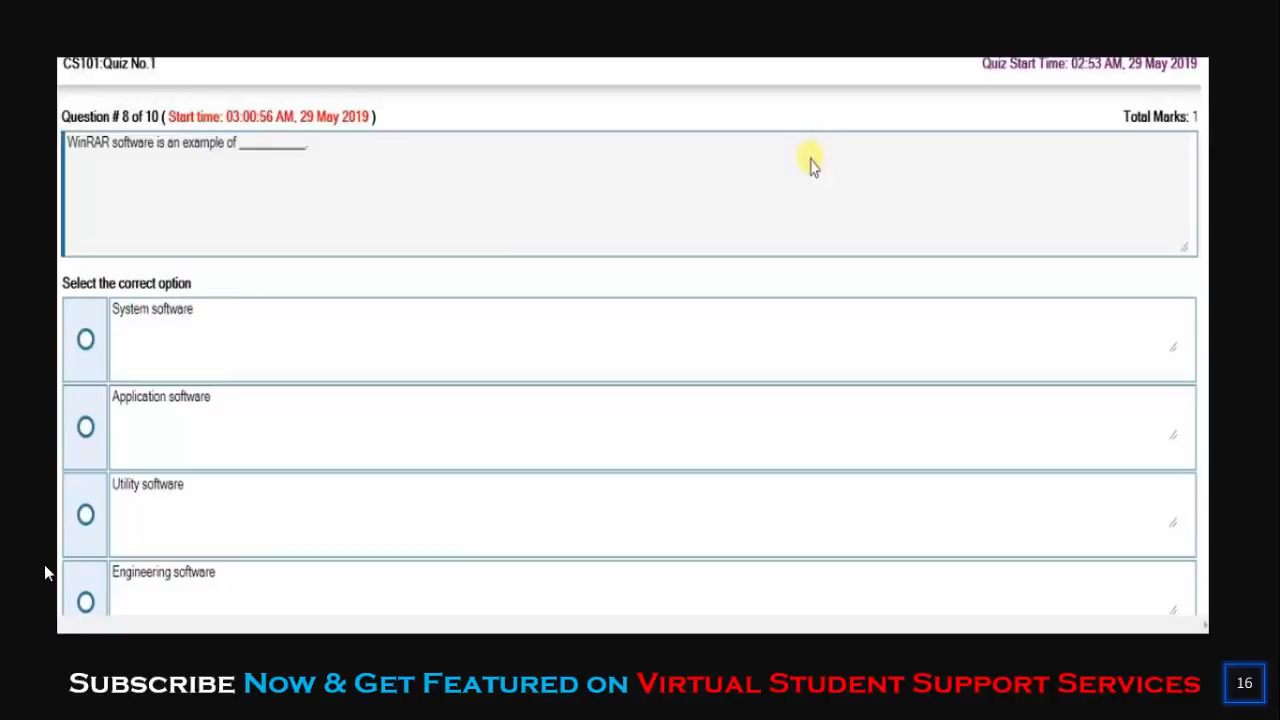 CS101:Quiz No.1
Quiz Start Time: 02:53 AM, 29 May 2019
Question # 8 of 10 ( Start time: 03:00:56 AM, 29 May 2019 )
Total Marks: 1
WinRAR software is an example of __________.
Select the correct option
System software
Application software
Utility software
Engineering software
SUBSCRIBE NOW & GET FEATURED ON VIRTUAL STUDENT SUPPORT SERVICES
16